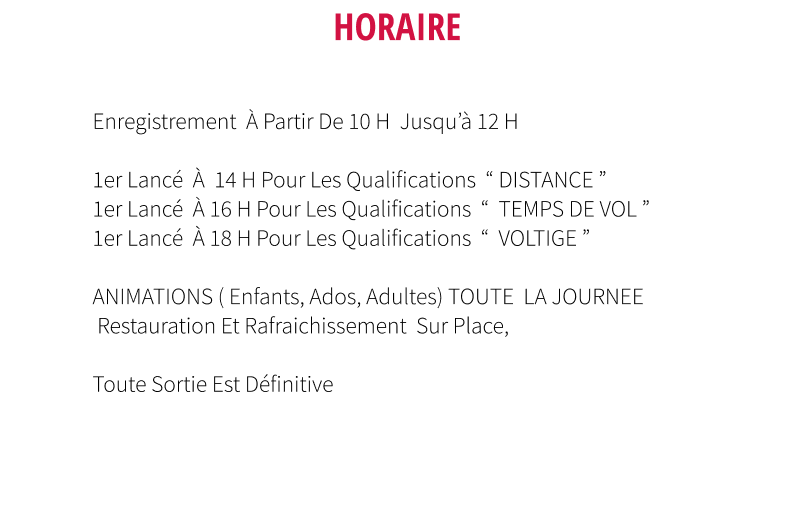 HORAIRE
Enregistrement À Partir De 10 H Jusqu’à 12 H
1er Lancé À 14 H Pour Les Qualifications “ DISTANCE ”
1er Lancé À 16 H Pour Les Qualifications “ TEMPS DE VOL ”
1er Lancé À 18 H Pour Les Qualifications “ VOLTIGE ”
ANIMATIONS ( Enfants, Ados, Adultes) TOUTE LA JOURNEE
Restauration Et Rafraichissement Sur Place,
Toute Sortie Est Définitive